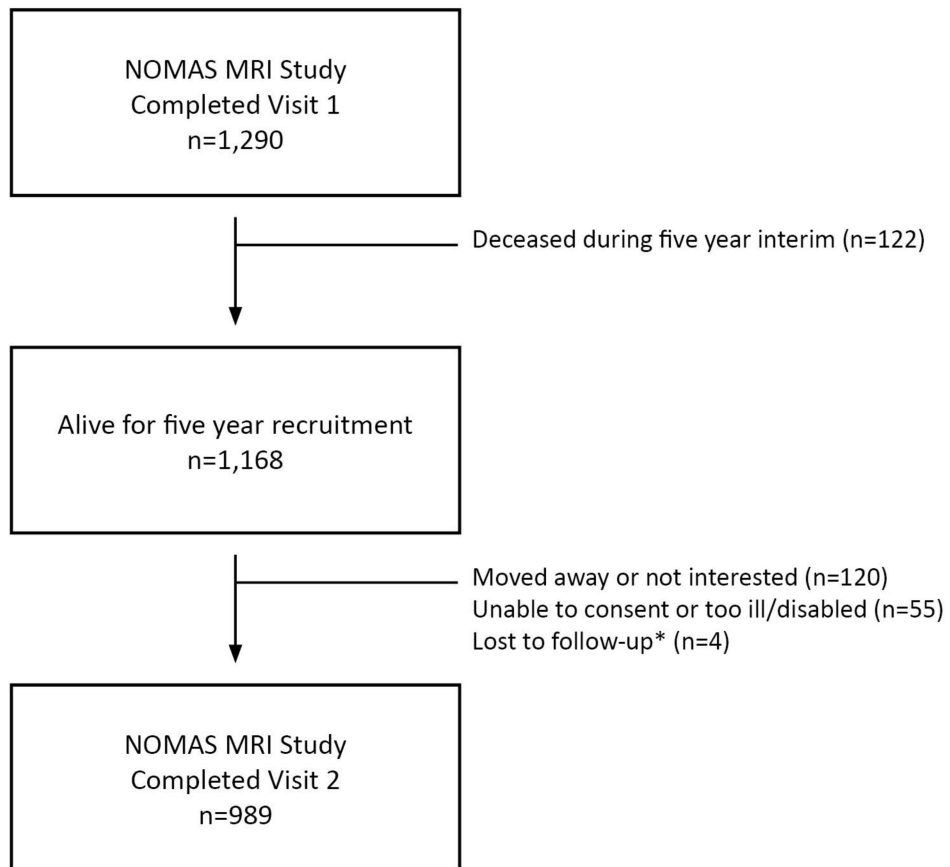 NOMAS MRI Study
Completed Visit 1
n=1,290
Deceased during five year interim (n=122)
Alive for five year recruitment
n=1,168
Moved away or not interested (n=120)
Unable to consent or too ill/disabled (n=55)
Lost to follow-up* (n=4)
NOMAS MRI Study
Completed Visit 2
n=989